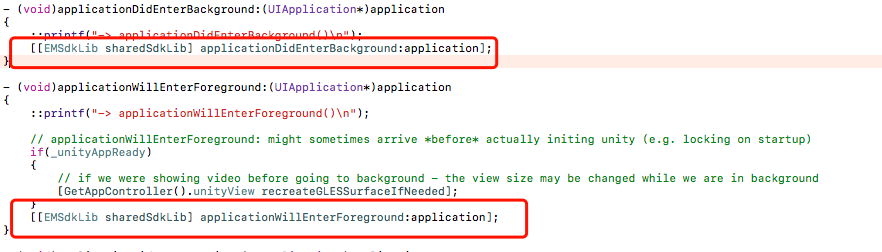 - (void)applicationDidEnterBackground:(UIApplication*)application
{
::printf("-> applicationDidEnterBackground()\n");
[[EMSdkLib sharedSdkLib] applicationDidEnterBackground:application];
}
- (void)applicationWillEnterForeground:(UIApplication*)application
{
::printf("-> applicationWillEnterForeground()\n");
// applicationWillEnterForeground: might sometimes arrive *before* actually initing unity (e.g. locking on startup)
if(_unityAppReady)
{
// if we were showing video before going to background - the view size may be changed while we are in background
[GetAppController().unityView recreateGLESSurfaceIfNeeded];
}
[[EMSdkLib sharedSdkLib] applicationWillEnterForeground:application];
}